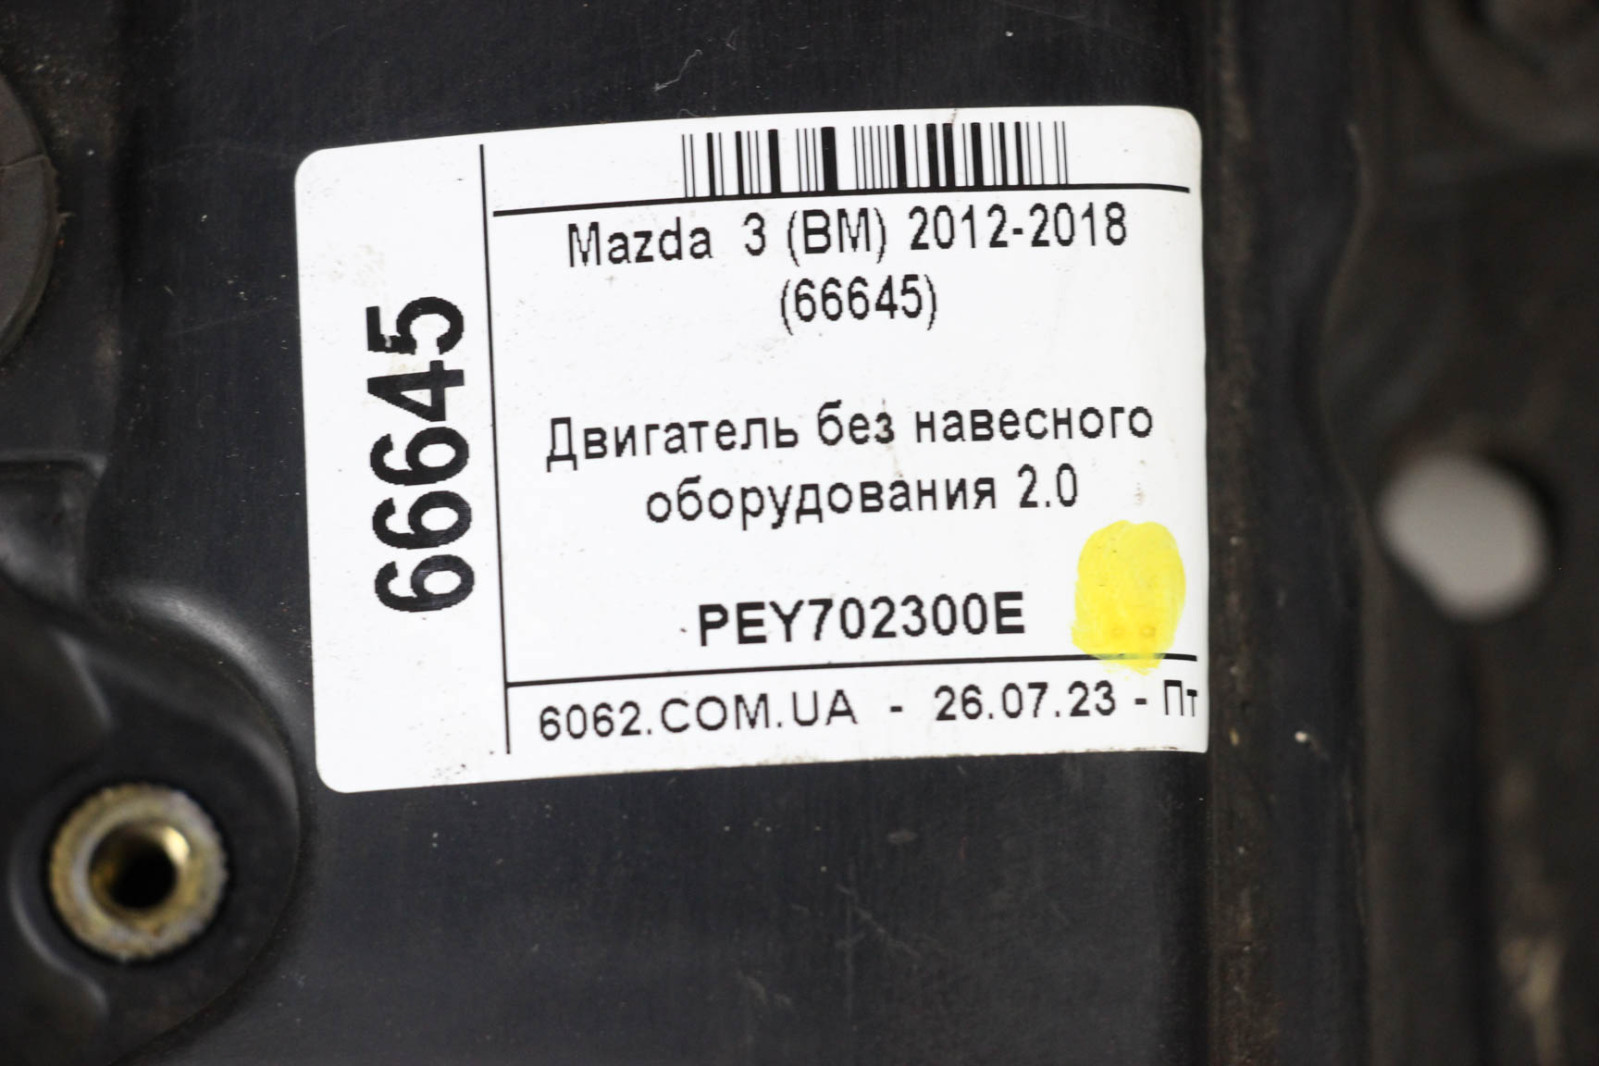 66645
Mazda 3 (BM) 2012-2018
(66645)
Двигатель без навесного
оборудования 2.0
PEY702300E
6062.COM.UA - 26.07.23 - Пт